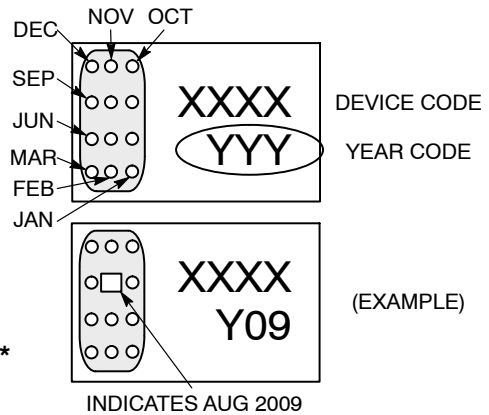 DEC NOV OCT
SEP
JUN
MAR
FEB
JAN
XXXX
DEVICE CODE
YYY
YEAR CODE
XXXX
Y09
(EXAMPLE)
*
INDICATES AUG 2009